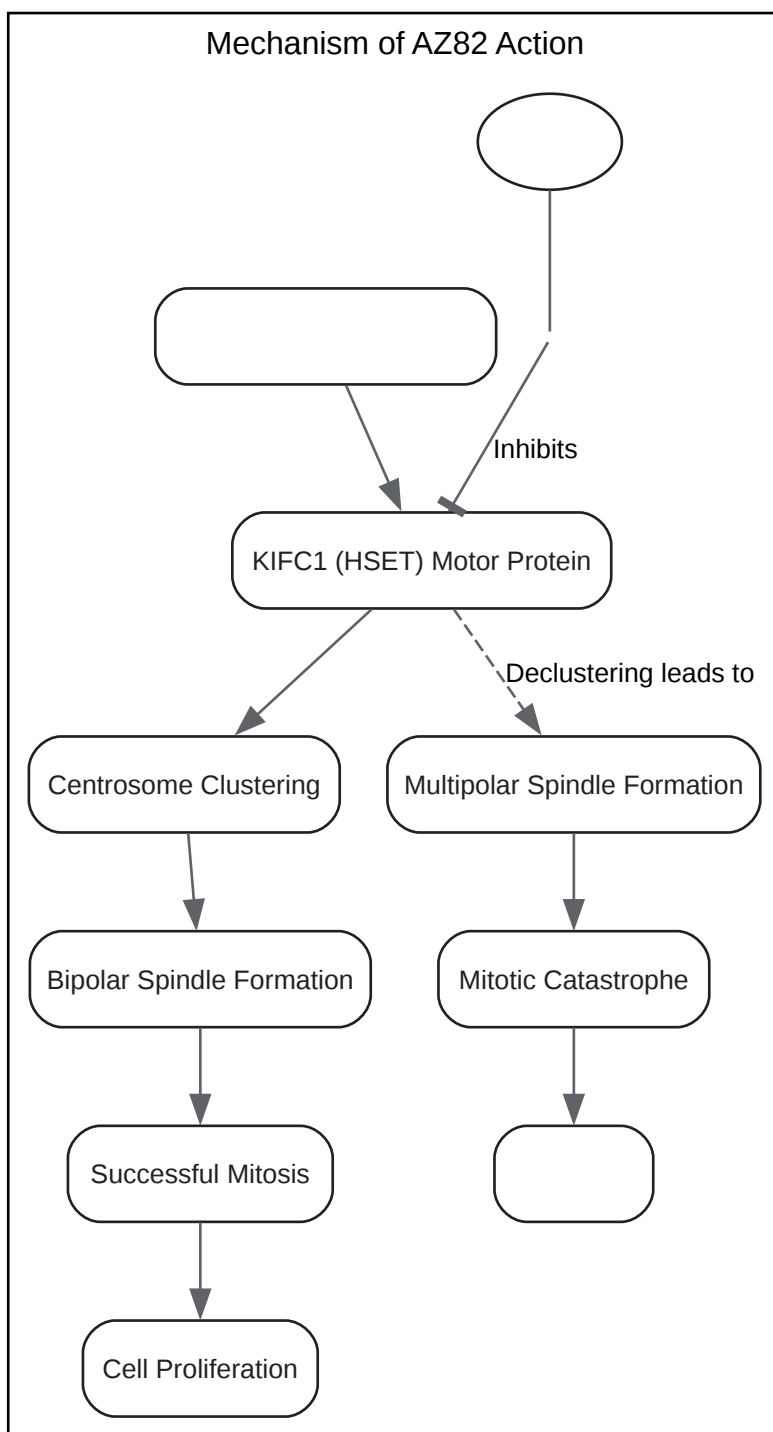 Mechanism of AZ82 Action
Inhibits
KIFC1 (HSET) Motor Protein
Declustering leads to
Centrosome Clustering
Multipolar Spindle Formation
Bipolar Spindle Formation
Mitotic Catastrophe
Successful Mitosis
Cell Proliferation